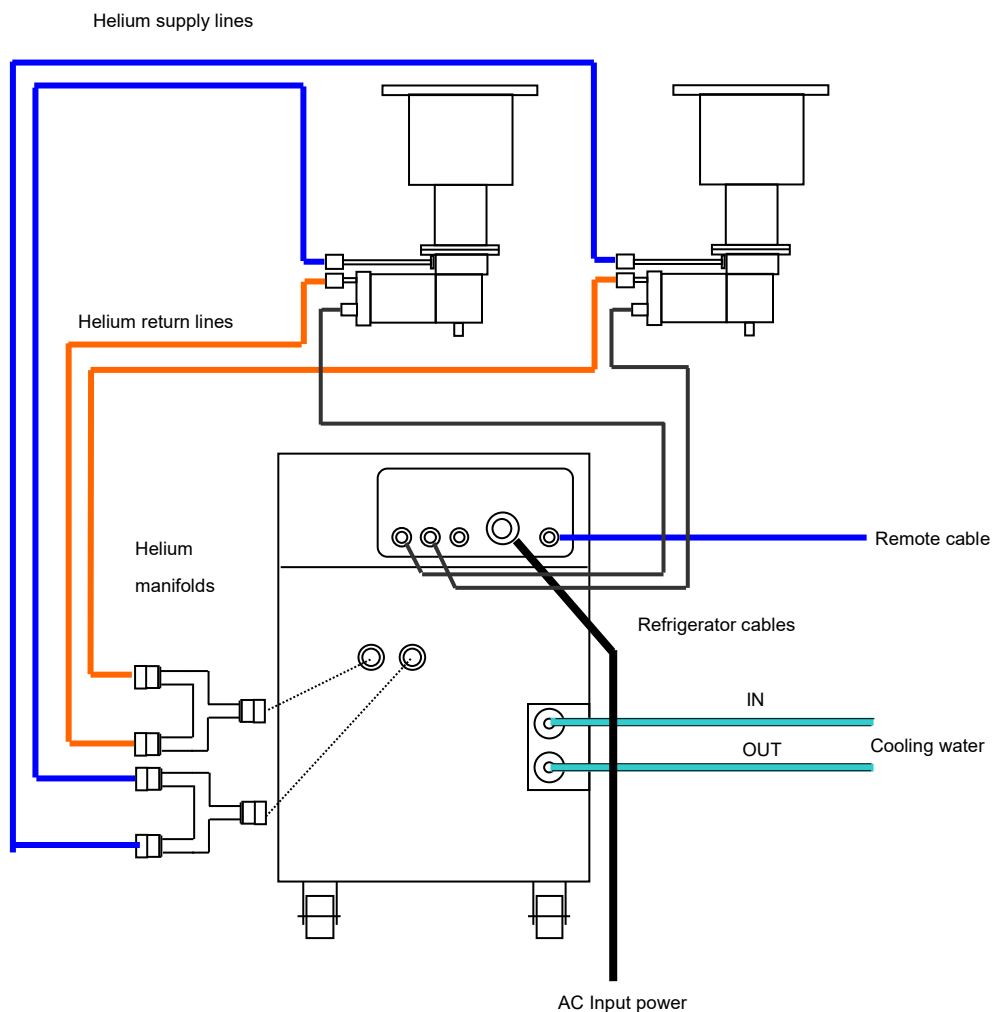 Helium supply lines
Helium return lines
Helium
manifolds
Remote cable
Refrigerator cables
IN
OUT
Cooling water
AC Input power